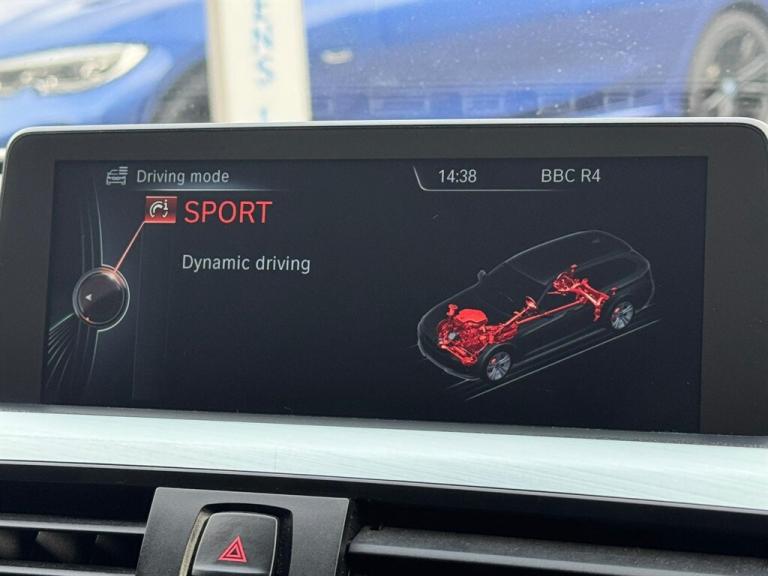 Driving mode
14:38
BBC R4
SPORT
Dynamic driving